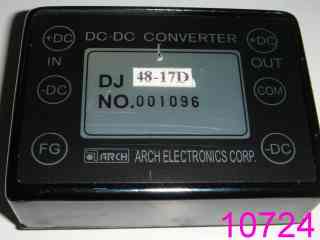 +DC DC-DC CONVERTER +DC
IN OUT
DJ 48-17D
-DC COM
NO. 001096
FG ARCH ARCH ELECTRONICS CORP. -DC
10724